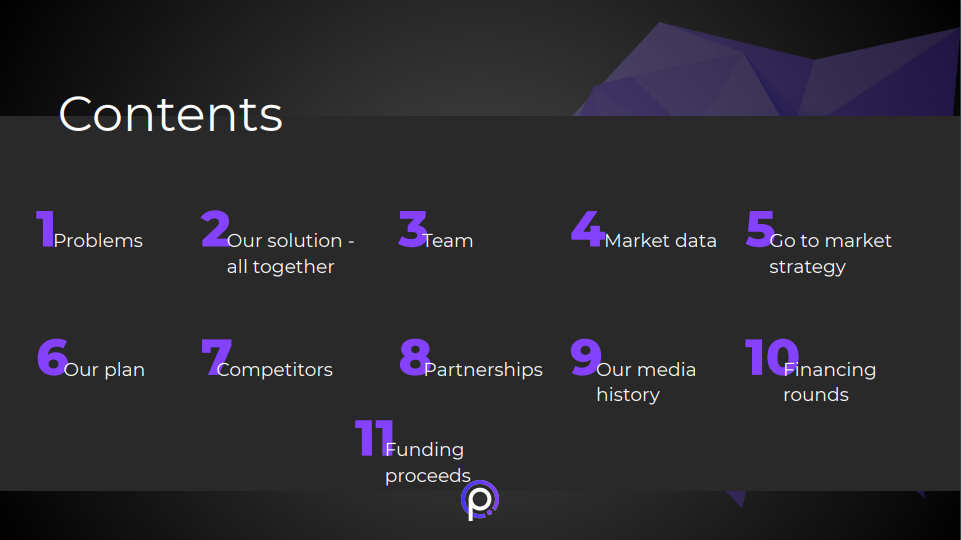 Contents
1 Problems
2 Our solution -
all together
3 Team
4 Market data
5 Go to market
strategy
6 Our plan
7 Competitors
8 Partnerships
9 Our media
history
10 Financing
rounds
11 Funding
proceeds
p